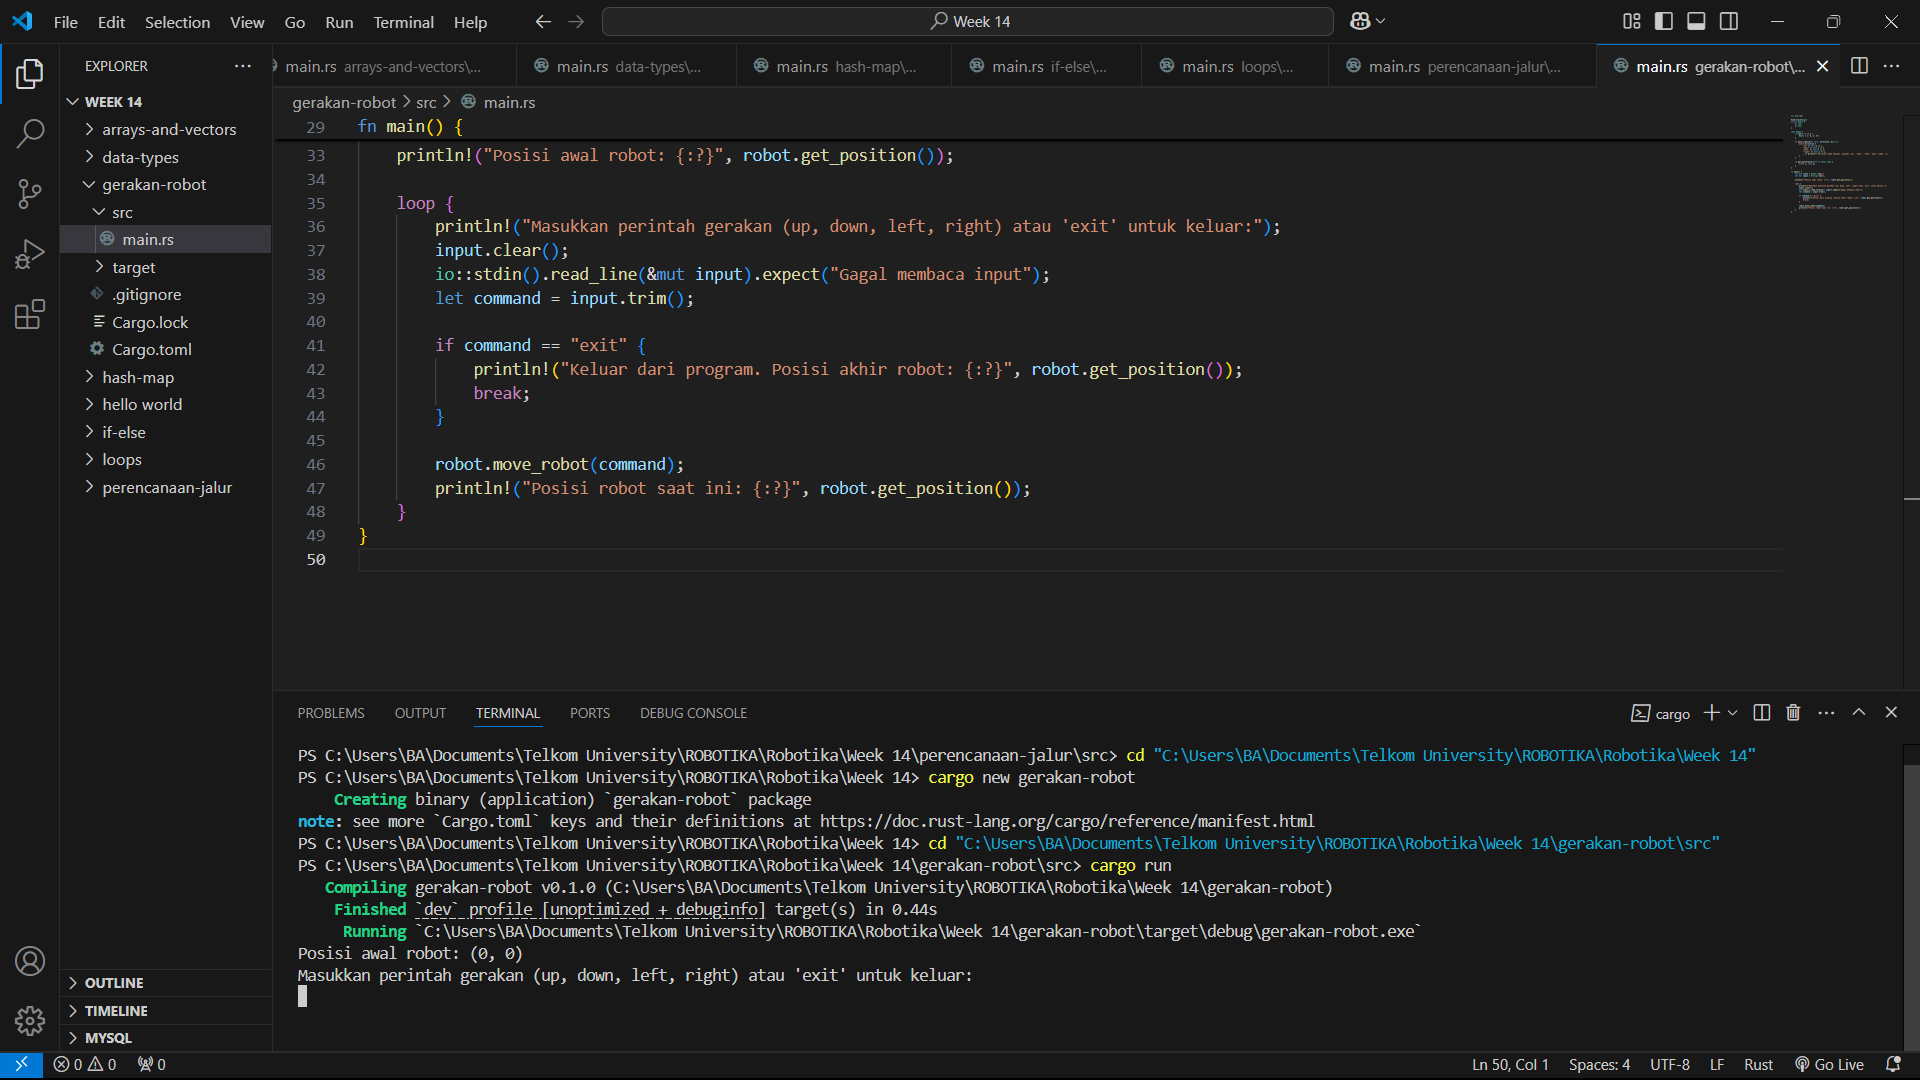 File Edit Selection View Go Run Terminal Help
Week 14
EXPLORER
main.rs arrays-and-vectors\...
main.rs data-types\...
main.rs hash-map\...
main.rs if-else\...
main.rs loops\...
main.rs perencanaan-jalur\...
main.rs gerakan-robot\...
WEEK 14
arrays-and-vectors
data-types
gerakan-robot
src
main.rs
target
.gitignore
Cargo.lock
Cargo.toml
hash-map
hello world
if-else
loops
perencanaan-jalur
OUTLINE
TIMELINE
MYSQL
gerakan-robot > src > main.rs
29 fn main() {
33 println!("Posisi awal robot: {:?}", robot.get_position());
34
35 loop {
36 println!("Masukkan perintah gerakan (up, down, left, right) atau 'exit' untuk keluar:");
37 input.clear();
38 io::stdin().read_line(&mut input).expect("Gagal membaca input");
39 let command = input.trim();
40
41 if command == "exit" {
42 println!("Keluar dari program. Posisi akhir robot: {:?}", robot.get_position());
43 break;
44 }
45
46 robot.move_robot(command);
47 println!("Posisi robot saat ini: {:?}", robot.get_position());
48 }
49 }
50
PROBLEMS OUTPUT TERMINAL PORTS DEBUG CONSOLE
cargo
PS C:\Users\BA\Documents\Telkom University\ROBOTIKA\Robotika\Week 14\perencanaan-jalur\src> cd "C:\Users\BA\Documents\Telkom University\ROBOTIKA\Robotika\Week 14"
PS C:\Users\BA\Documents\Telkom University\ROBOTIKA\Robotika\Week 14> cargo new gerakan-robot
Creating binary (application) `gerakan-robot` package
note: see more `Cargo.toml` keys and their definitions at https://doc.rust-lang.org/cargo/reference/manifest.html
PS C:\Users\BA\Documents\Telkom University\ROBOTIKA\Robotika\Week 14> cd "C:\Users\BA\Documents\Telkom University\ROBOTIKA\Robotika\Week 14\gerakan-robot\src"
PS C:\Users\BA\Documents\Telkom University\ROBOTIKA\Robotika\Week 14\gerakan-robot\src> cargo run
Compiling gerakan-robot v0.1.0 (C:\Users\BA\Documents\Telkom University\ROBOTIKA\Robotika\Week 14\gerakan-robot)
Finished `dev` profile [unoptimized + debuginfo] target(s) in 0.44s
Running `C:\Users\BA\Documents\Telkom University\ROBOTIKA\Robotika\Week 14\gerakan-robot\target\debug\gerakan-robot.exe`
Posisi awal robot: (0, 0)
Masukkan perintah gerakan (up, down, left, right) atau 'exit' untuk keluar:
0 0 0
Ln 50, Col 1 Spaces: 4 UTF-8 LF Rust Go Live